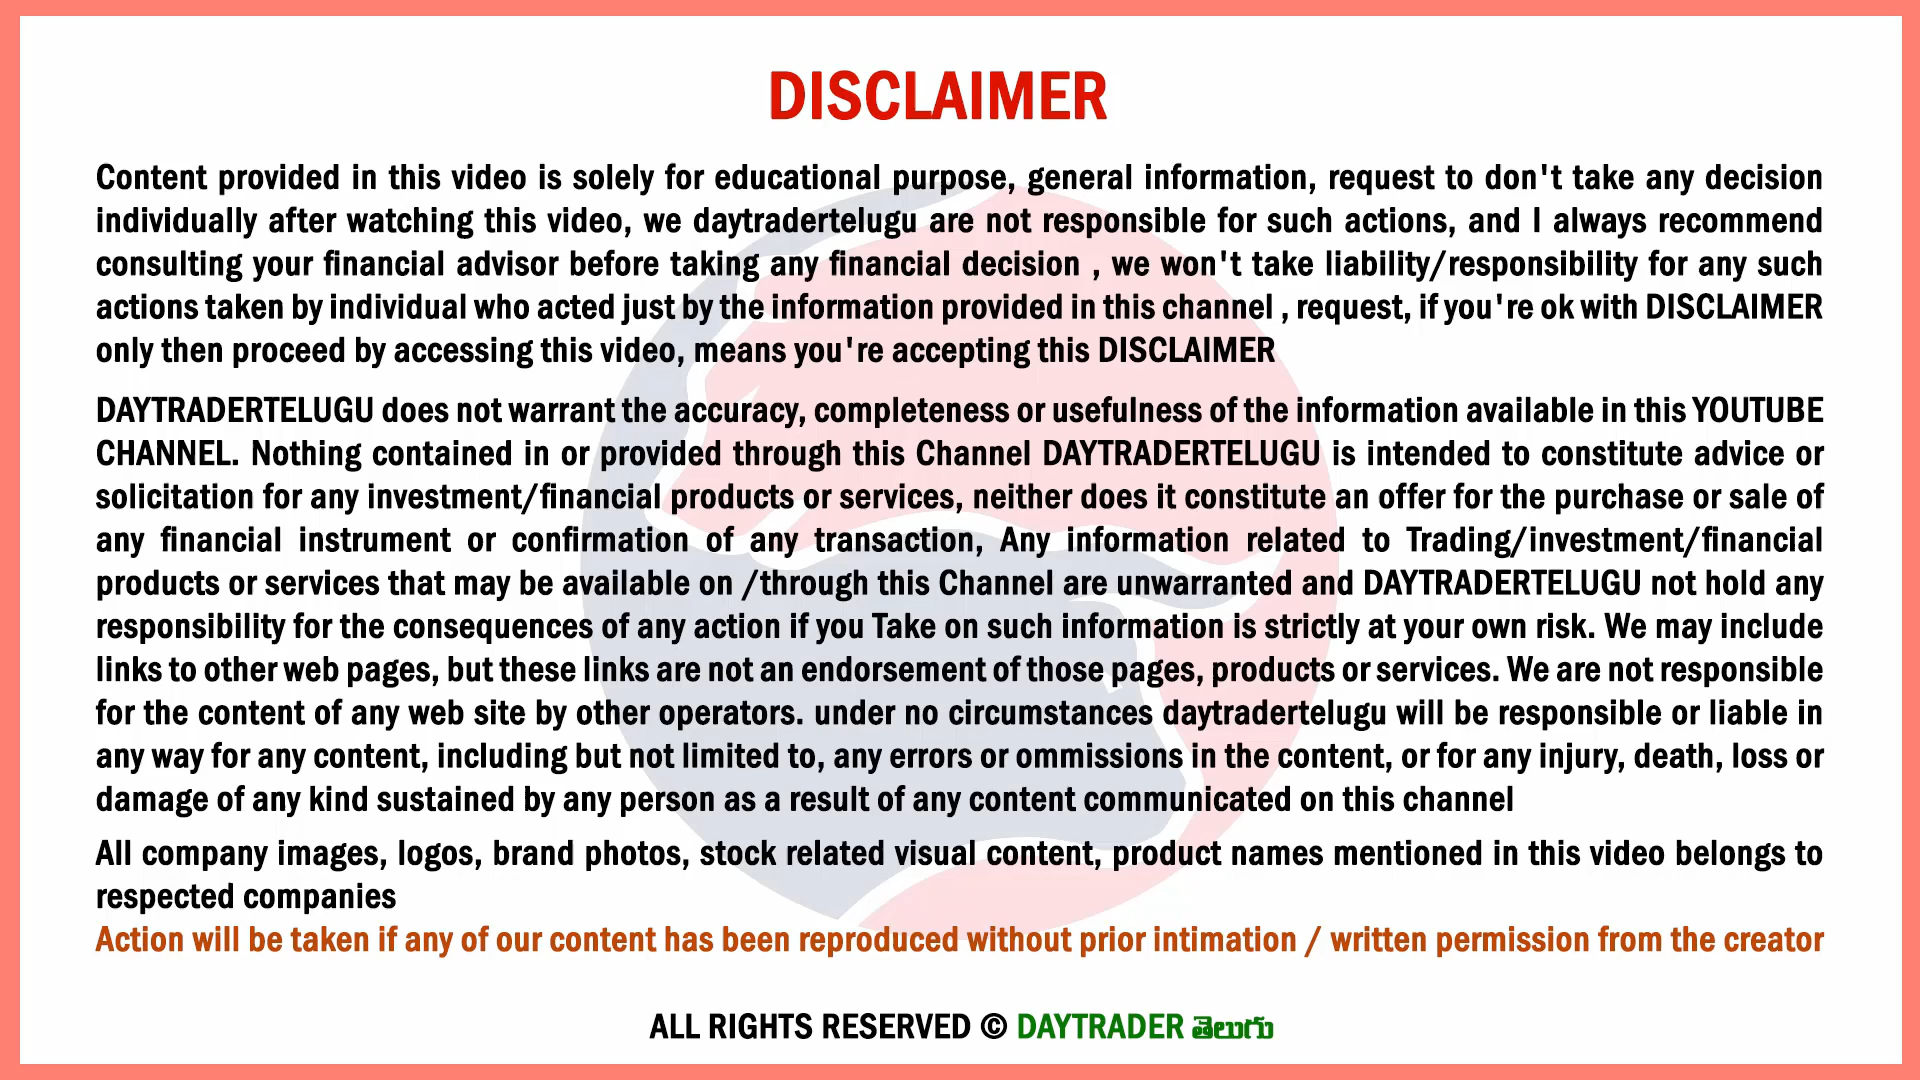 DISCLAIMER
Content provided in this video is solely for educational purpose, general information, request to don't take any decision
individually after watching this video, we daytradertelugu are not responsible for such actions, and I always recommend
consulting your financial advisor before taking any financial decision , we won't take liability/responsibility for any such
actions taken by individual who acted just by the information provided in this channel , request, if you're ok with DISCLAIMER
only then proceed by accessing this video, means you're accepting this DISCLAIMER
DAYTRADERTELUGU does not warrant the accuracy, completeness or usefulness of the information available in this YOUTUBE
CHANNEL. Nothing contained in or provided through this Channel DAYTRADERTELUGU is intended to constitute advice or
solicitation for any investment/financial products or services, neither does it constitute an offer for the purchase or sale of
any financial instrument or confirmation of any transaction, Any information related to Trading/investment/financial
products or services that may be available on /through this Channel are unwarranted and DAYTRADERTELUGU not hold any
responsibility for the consequences of any action if you Take on such information is strictly at your own risk. We may include
links to other web pages, but these links are not an endorsement of those pages, products or services. We are not responsible
for the content of any web site by other operators. under no circumstances daytradertelugu will be responsible or liable in
any way for any content, including but not limited to, any errors or ommissions in the content, or for any injury, death, loss or
damage of any kind sustained by any person as a result of any content communicated on this channel
All company images, logos, brand photos, stock related visual content, product names mentioned in this video belongs to
respected companies
Action will be taken if any of our content has been reproduced without prior intimation / written permission from the creator
ALL RIGHTS RESERVED © DAYTRADER తెలుగు